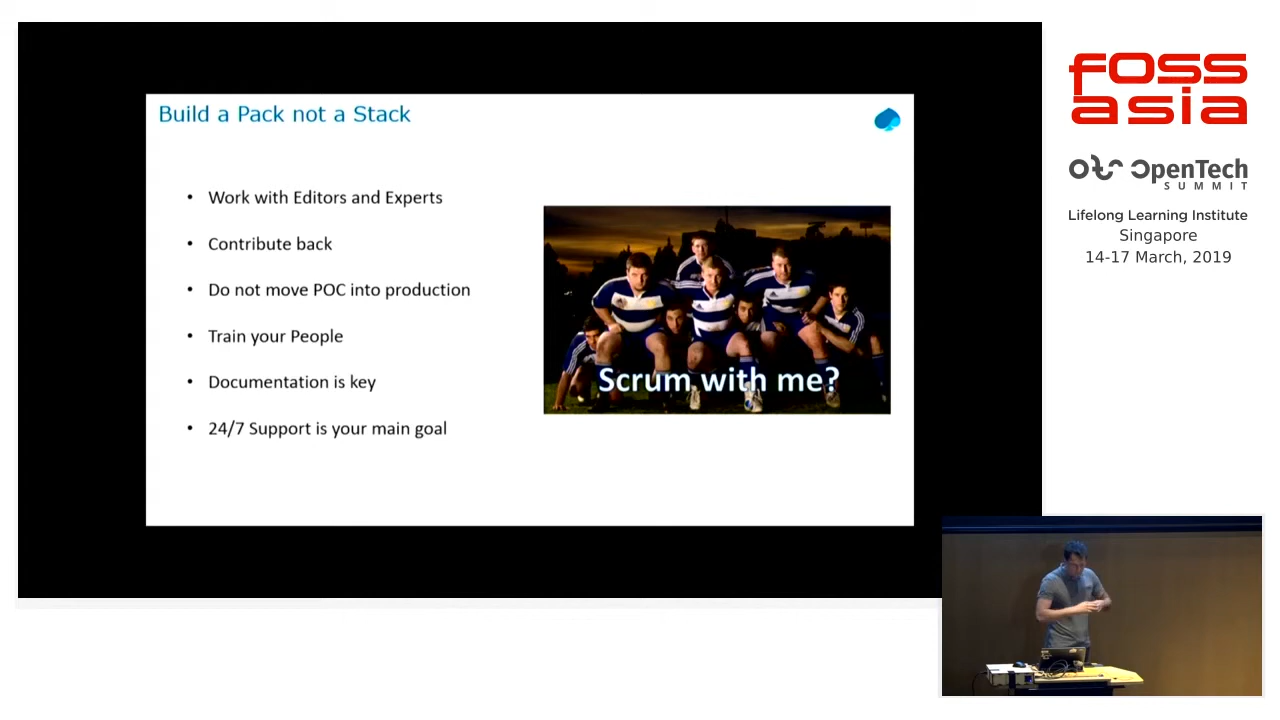 Build a Pack not a Stack
• Work with Editors and Experts
• Contribute back
• Do not move POC into production
• Train your People
• Documentation is key
• 24/7 Support is your main goal
Scrum with me?
foss
asia
OpenTech
SUMMIT
Lifelong Learning Institute
Singapore
14-17 March, 2019